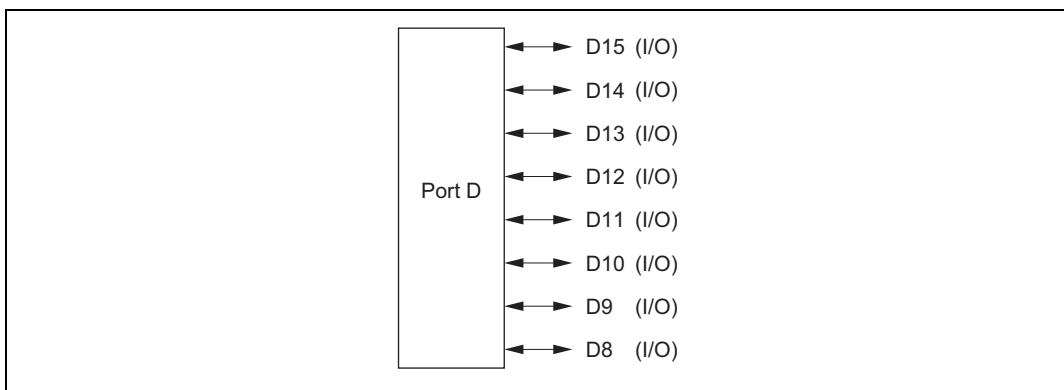 D15 (I/O)
D14 (I/O)
D13 (I/O)
D12 (I/O)
Port D
D11 (I/O)
D10 (I/O)
D9 (I/O)
D8 (I/O)